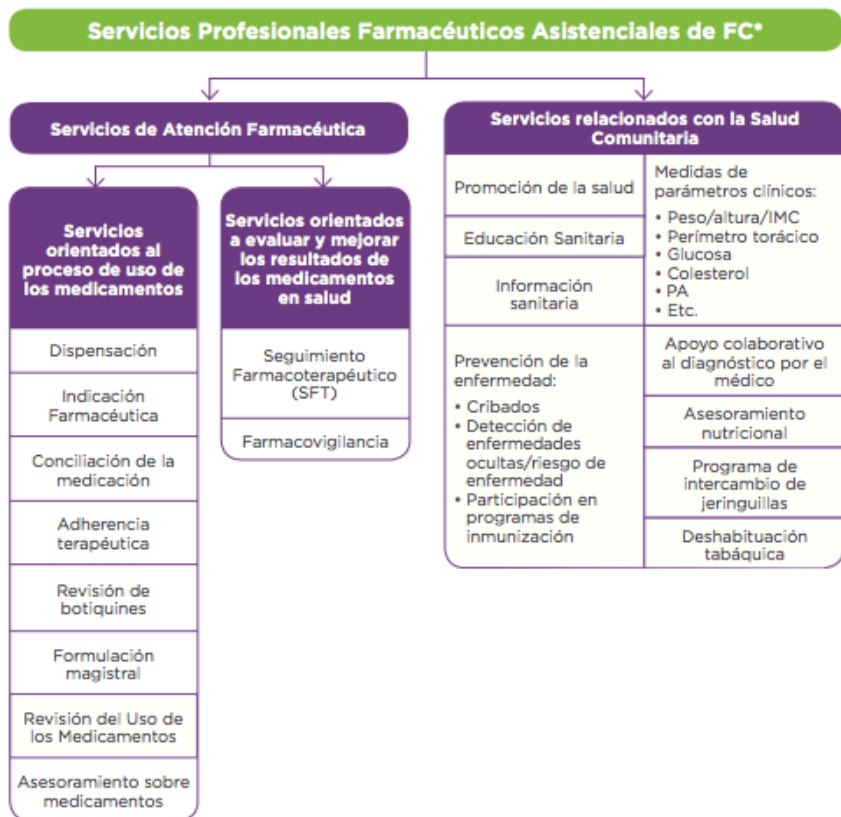 Servicios Profesionales Farmacéuticos Asistenciales de FC*
Servicios de Atención Farmacéutica
Servicios
orientados al
proceso de uso de
los medicamentos
Dispensación
Indicación
Farmacéutica
Conciliación de la
medicación
Adherencia
terapéutica
Revisión de
botiquines
Formulación
magistral
Revisión del Uso de
los Medicamentos
Asesoramiento sobre
medicamentos
Servicios orientados
a evaluar y mejorar
los resultados de
los medicamentos
en salud
Seguimiento
Farmacoterapéutico
(SFT)
Farmacovigilancia
Servicios relacionados con la Salud
Comunitaria
Promoción de la salud
Educación Sanitaria
Información
sanitaria
Prevención de la
enfermedad:
• Cribados
• Detección de
enfermedades
ocultas/riesgo de
enfermedad
• Participación en
programas de
inmunización
Medidas de
parámetros clínicos:
• Peso/altura/IMC
• Perímetro torácico
• Glucosa
• Colesterol
• PA
• Etc.
Apoyo colaborativo
al diagnóstico por el
médico
Asesoramiento
nutricional
Programa de
intercambio de
jeringuillas
Deshabituación
tabáquica